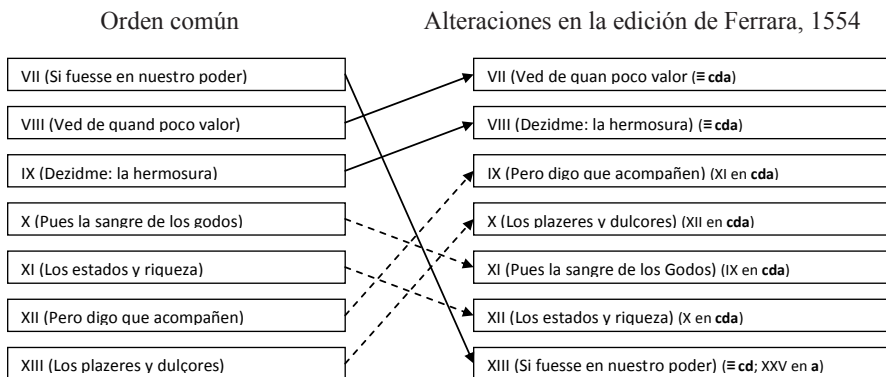 Orden común
Alteraciones en la edición de Ferrara, 1554
VII (Si fuesse en nuestro poder)
VII (Ved de quan poco valor (≡ cda)
VIII (Ved de quand poco valor)
VIII (Dezidme: la hermosura) (≡ cda)
IX (Dezidme: la hermosura)
IX (Pero digo que acompañen) (XI en cda)
X (Pues la sangre de los godos)
X (Los plazeres y dulçores) (XII en cda)
XI (Los estados y riqueza)
XI (Pues la sangre de los Godos) (IX en cda)
XII (Pero digo que acompañen)
XII (Los estados y riqueza) (X en cda)
XIII (Los plazeres y dulçores)
XIII (Si fuesse en nuestro poder) (≡ cd; XXV en a)